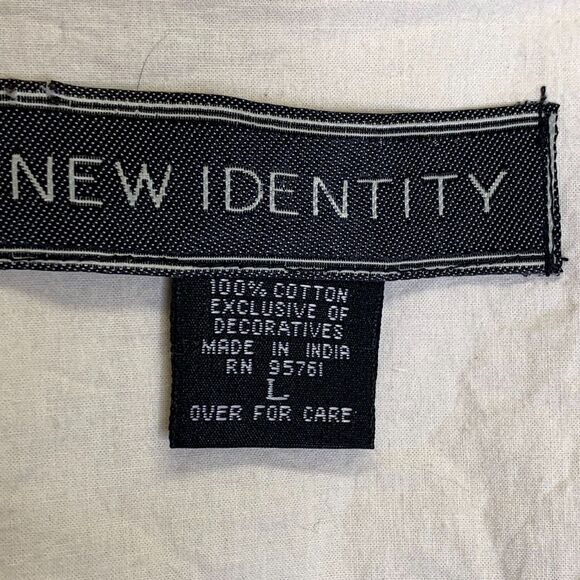 NEW IDENTITY
100% COTTON
EXCLUSIVE OF
DECORATIVES
MADE IN INDIA
RN 95761
L
OVER FOR CARE